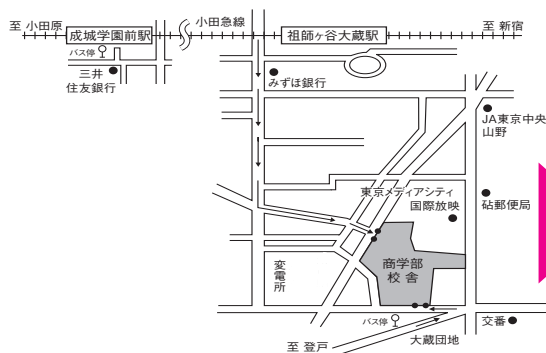 至 小田原
成城学園前駅
小田急線
祖師ヶ谷大蔵駅
至 新宿
バス停
三井
住友銀行
みずほ銀行
JA東京中央
山野
東京メディアシティ
国際放映
砧郵便局
商学部
校舎
変電所
バス停
交番
大蔵団地
至 登戸